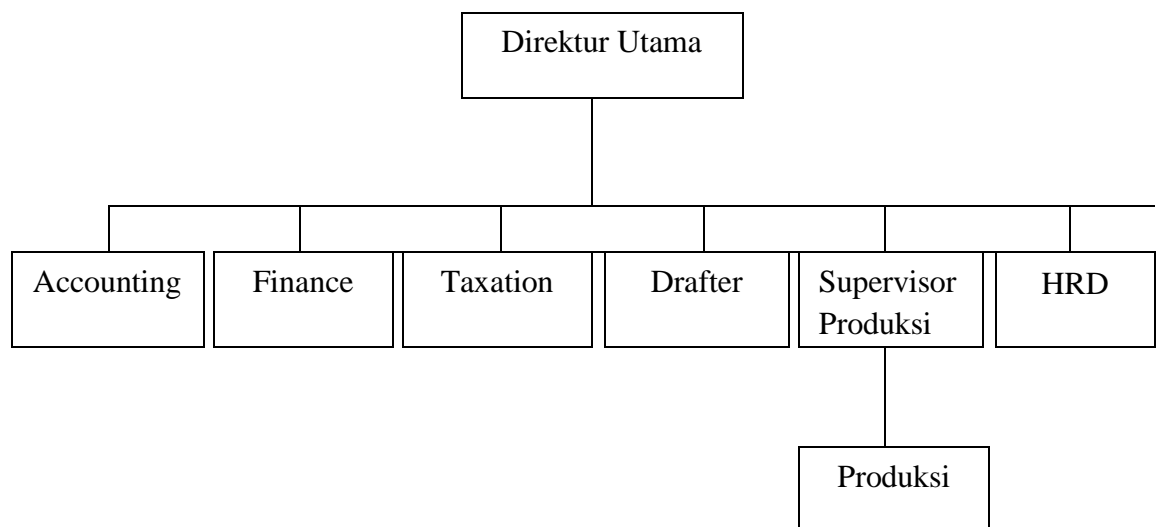 Direktur Utama
Accounting
Finance
Taxation
Drafter
Supervisor
Produksi
HRD
Produksi